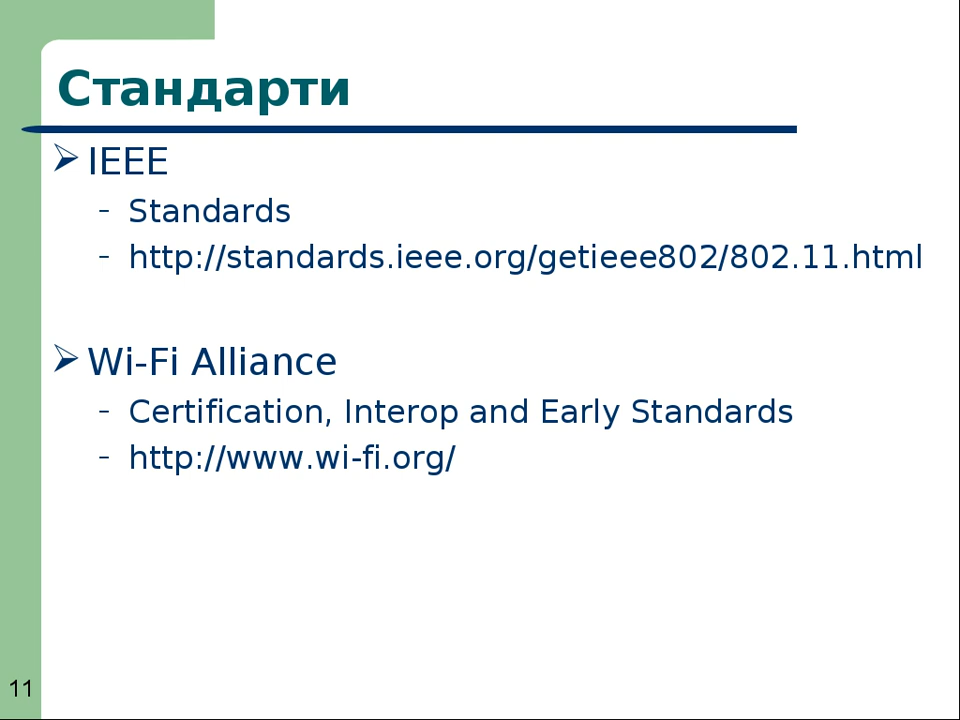 Стандарти
IEEE
– Standards
– http://standards.ieee.org/getieee802/802.11.html
Wi-Fi Alliance
– Certification, Interop and Early Standards
– http://www.wi-fi.org/
11